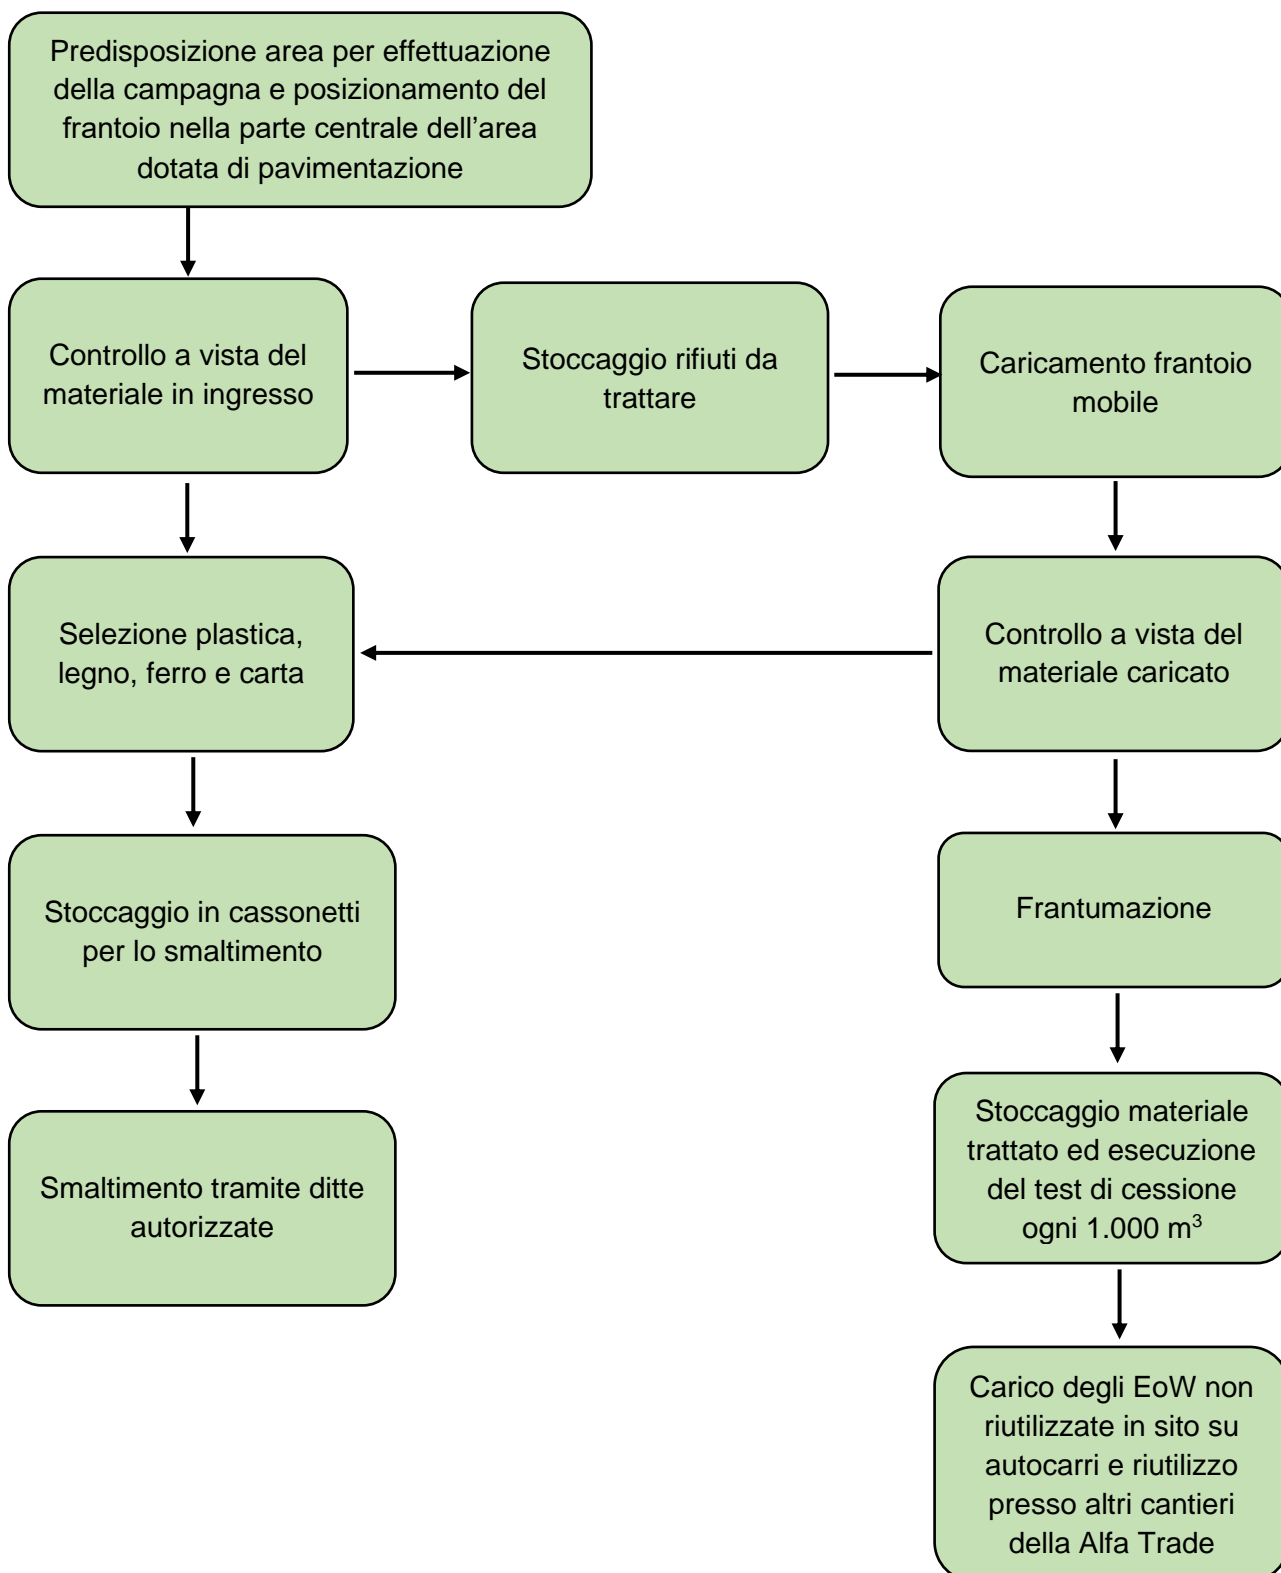 Predisposizione area per effettuazione
della campagna e posizionamento del
frantoio nella parte centrale dell’area
dotata di pavimentazione
Controllo a vista del
materiale in ingresso
Stoccaggio rifiuti da
trattare
Caricamento frantoio
mobile
Selezione plastica,
legno, ferro e carta
Controllo a vista del
materiale caricato
Stoccaggio in cassonetti
per lo smaltimento
Frantumazione
Smaltimento tramite ditte
autorizzate
Stoccaggio materiale
trattato ed esecuzione
del test di cessione
ogni 1.000 m³
Carico degli EoW non
riutilizzate in sito su
autocarri e riutilizzo
presso altri cantieri
della Alfa Trade